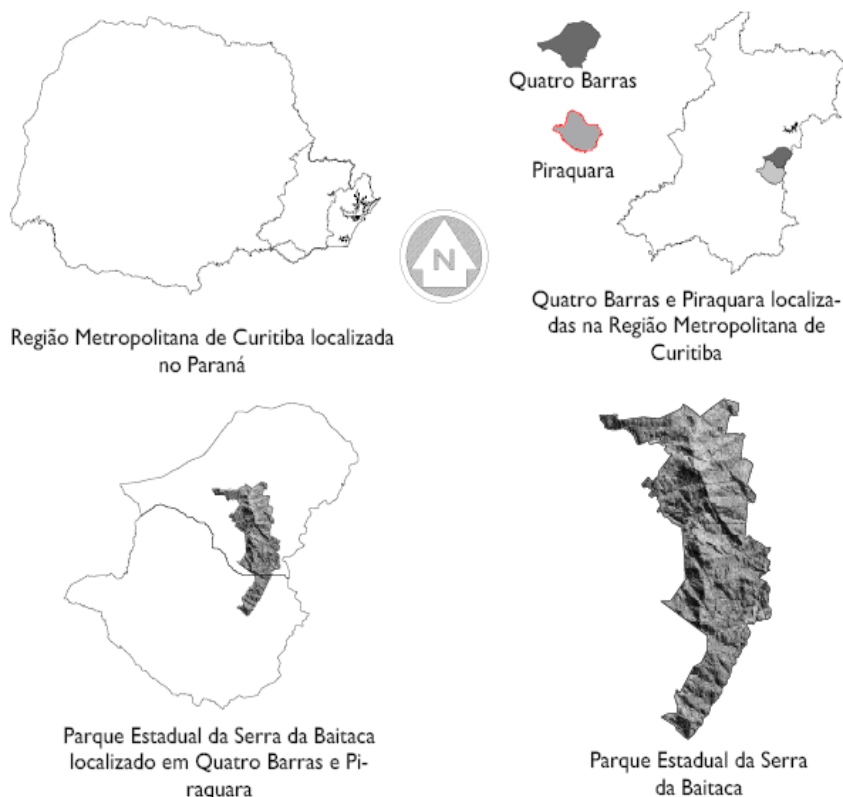 Quatro Barras
Piraquara
N
Região Metropolitana de Curitiba localizada
no Paraná
Quatro Barras e Piraquara localiza-
das na Região Metropolitana de
Curitiba
Parque Estadual da Serra da Baitaca
localizado em Quatro Barras e Pi-
raquara
Parque Estadual da Serra
da Baitaca